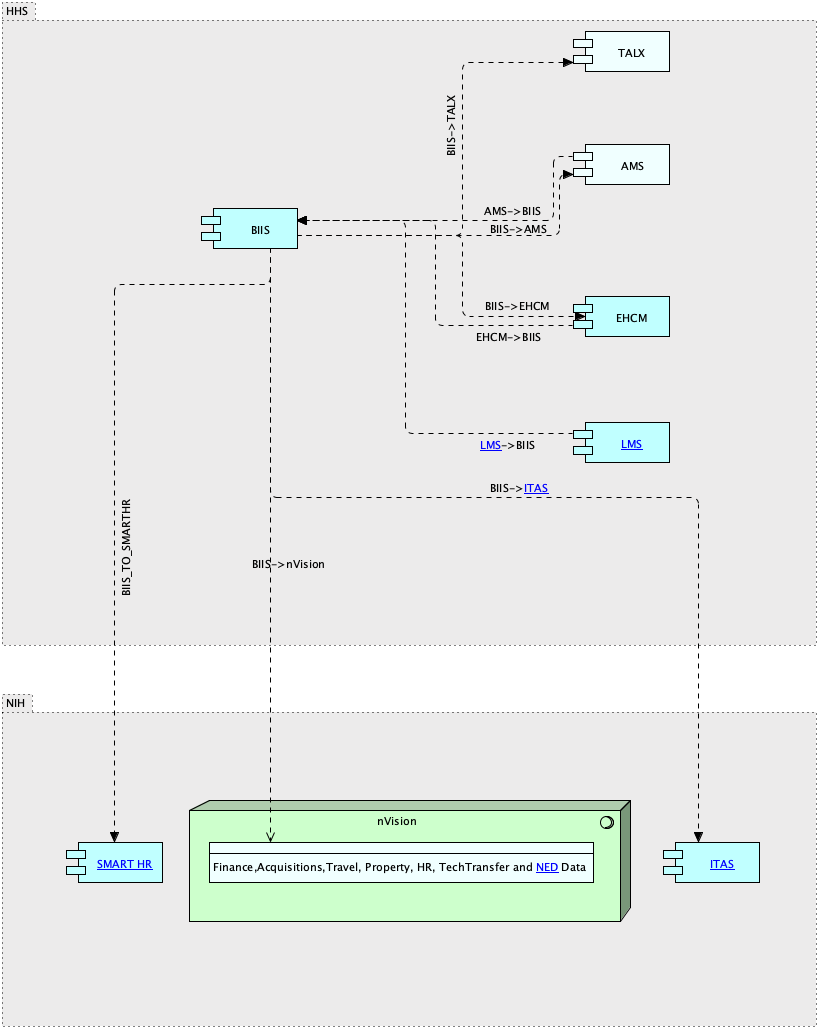 HHS
TALX
BIIS->TALX
AMS
AMS->BIIS
BIIS
BIIS->AMS
BIIS->EHCM
EHCM
EHCM->BIIS
LMS
LMS->BIIS
BIIS->ITAS
BIIS_TO_SMARTHR
BIIS->nVision
NIH
nVision
SMART HR
Finance,Acquisitions,Travel, Property, HR, TechTransfer and NED Data
ITAS